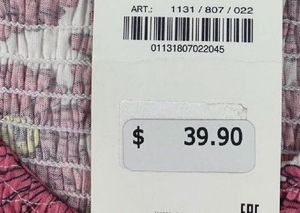 ART.: 1131 / 807 / 022
01131807022045
$ 39.90
EAC